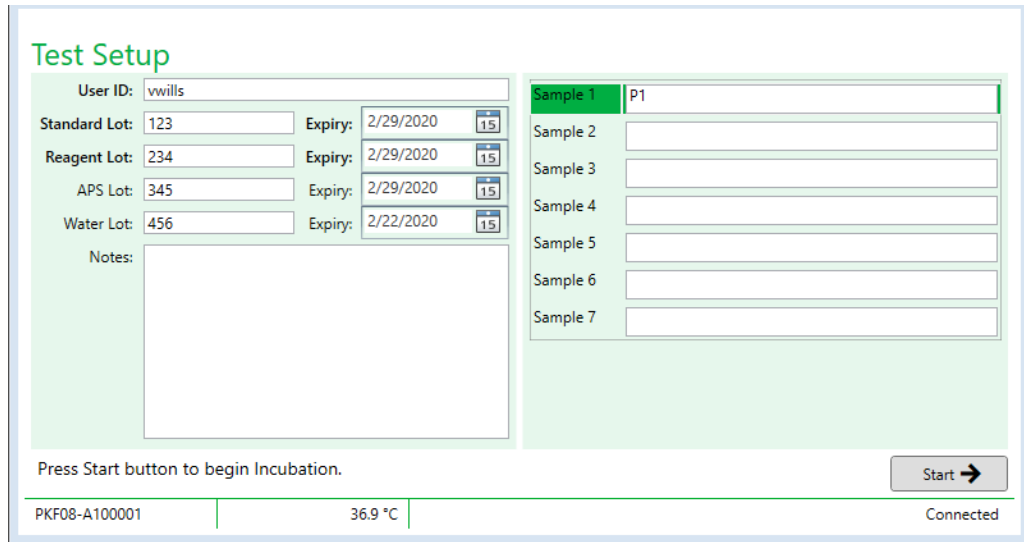 Test Setup
User ID: vwills
Standard Lot: 123 Expiry: 2/29/2020 15
Reagent Lot: 234 Expiry: 2/29/2020 15
APS Lot: 345 Expiry: 2/29/2020 15
Water Lot: 456 Expiry: 2/22/2020 15
Notes:
Sample 1 P1
Sample 2
Sample 3
Sample 4
Sample 5
Sample 6
Sample 7
Press Start button to begin Incubation.
Start
PKF08-A100001 36.9 °C Connected